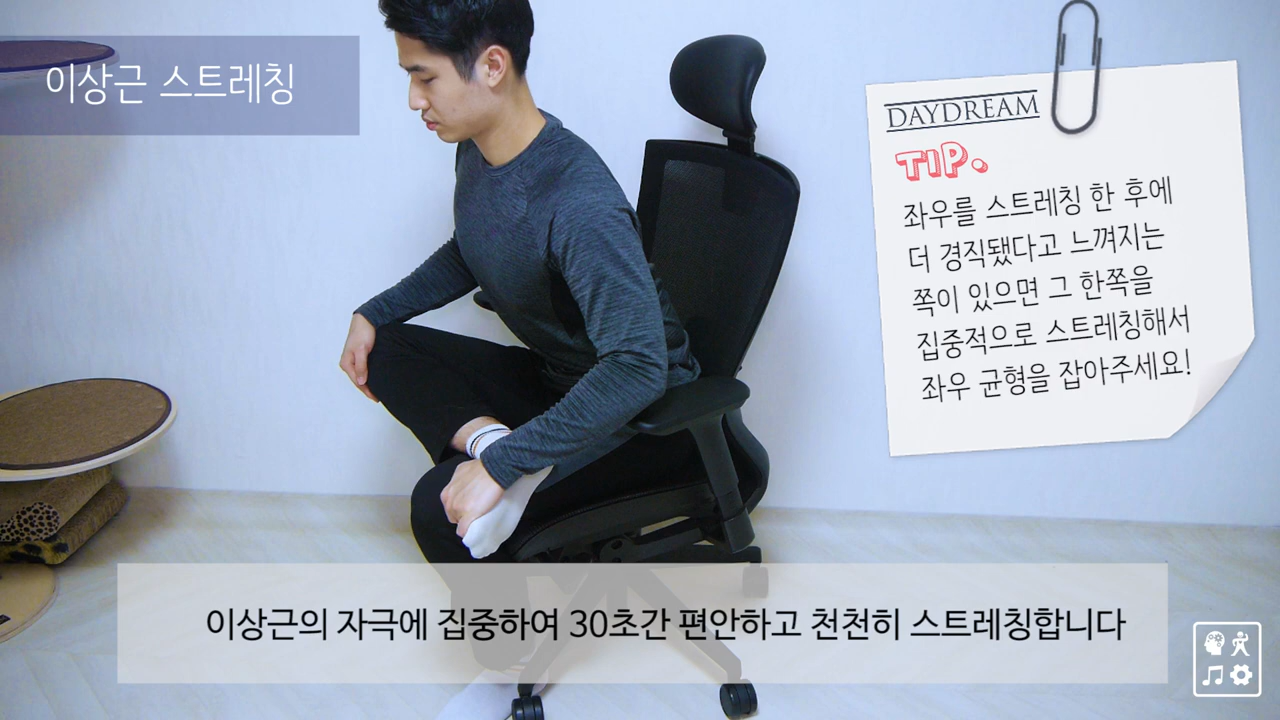 이상근 스트레칭
DAYDREAM
TIP.
좌우를 스트레칭 한 후에
더 경직됐다고 느껴지는
쪽이 있으면 그 한쪽을
집중적으로 스트레칭해서
좌우 균형을 잡아주세요!
이상근의 자극에 집중하여 30초간 편안하고 천천히 스트레칭합니다